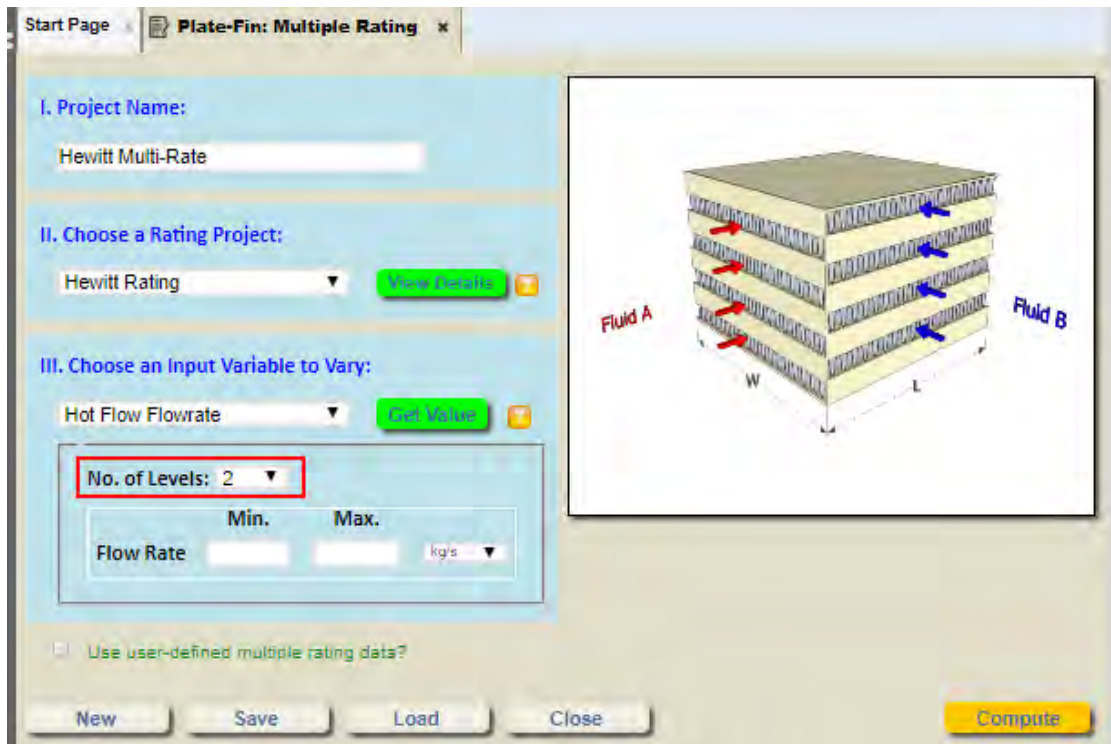 Start Page
Plate-Fin: Multiple Rating
I. Project Name:
Hewitt Multi-Rate
II. Choose a Rating Project:
Hewitt Rating
View Details
III. Choose an Input Variable to Vary:
Hot Flow Flowrate
Get Value
No. of Levels: 2
Min. Max.
Flow Rate kg/s
Use user-defined multiple rating data?
New Save Load Close Compute
Fluid A
Fluid B
W
L